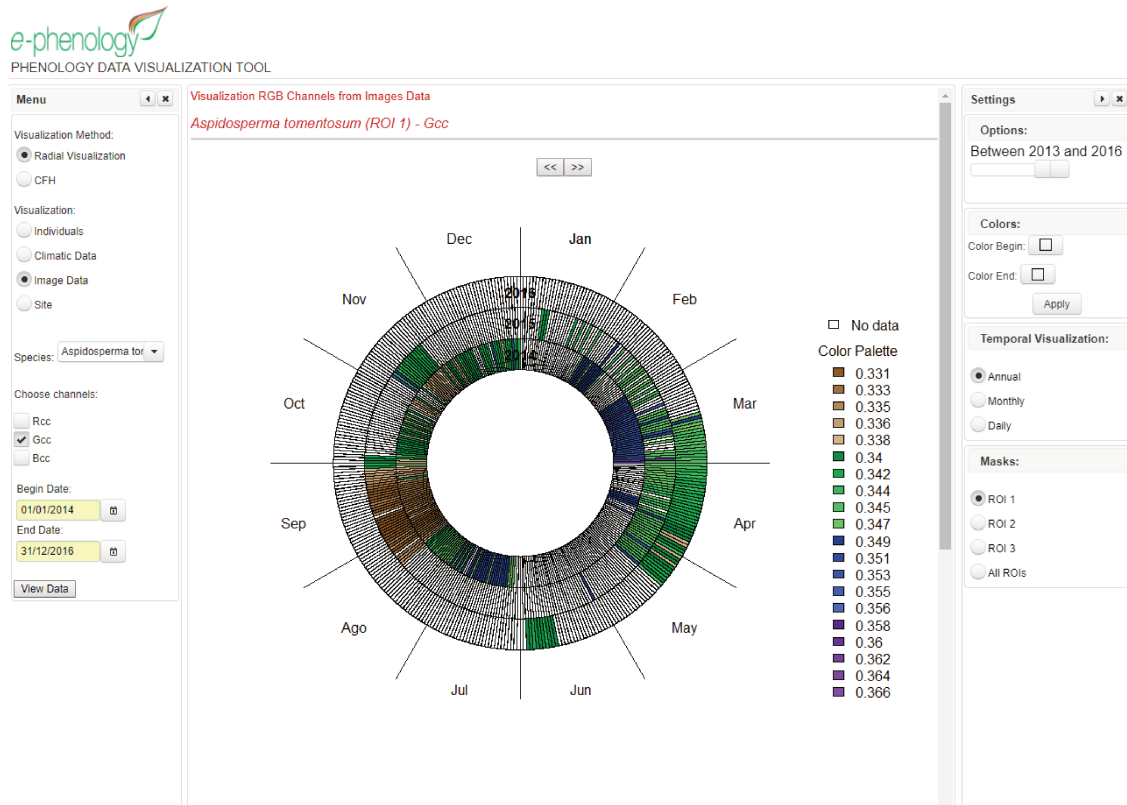 e-phenology
PHENOLOGY DATA VISUALIZATION TOOL
Menu
Visualization Method:
Radial Visualization
CFH
Visualization:
Individuals
Climatic Data
Image Data
Site
Species:
Aspidosperma tor
Choose channels:
Rcc
Gcc
Bcc
Begin Date:
01/01/2014
End Date:
31/12/2016
View Data
Visualization RGB Channels from Images Data
Aspidosperma tomentosum (ROI 1) - Gcc
<< >>
Dec
Jan
Nov
Feb
Oct
Mar
Sep
Apr
Ago
May
Jul
Jun
2016
2015
2014
No data
Color Palette
0.331
0.333
0.335
0.336
0.338
0.34
0.342
0.344
0.345
0.347
0.349
0.351
0.353
0.355
0.356
0.358
0.36
0.362
0.364
0.366
Settings
Options:
Between 2013 and 2016
Colors:
Color Begin:
Color End:
Apply
Temporal Visualization:
Annual
Monthly
Daily
Masks:
ROI 1
ROI 2
ROI 3
All ROIs